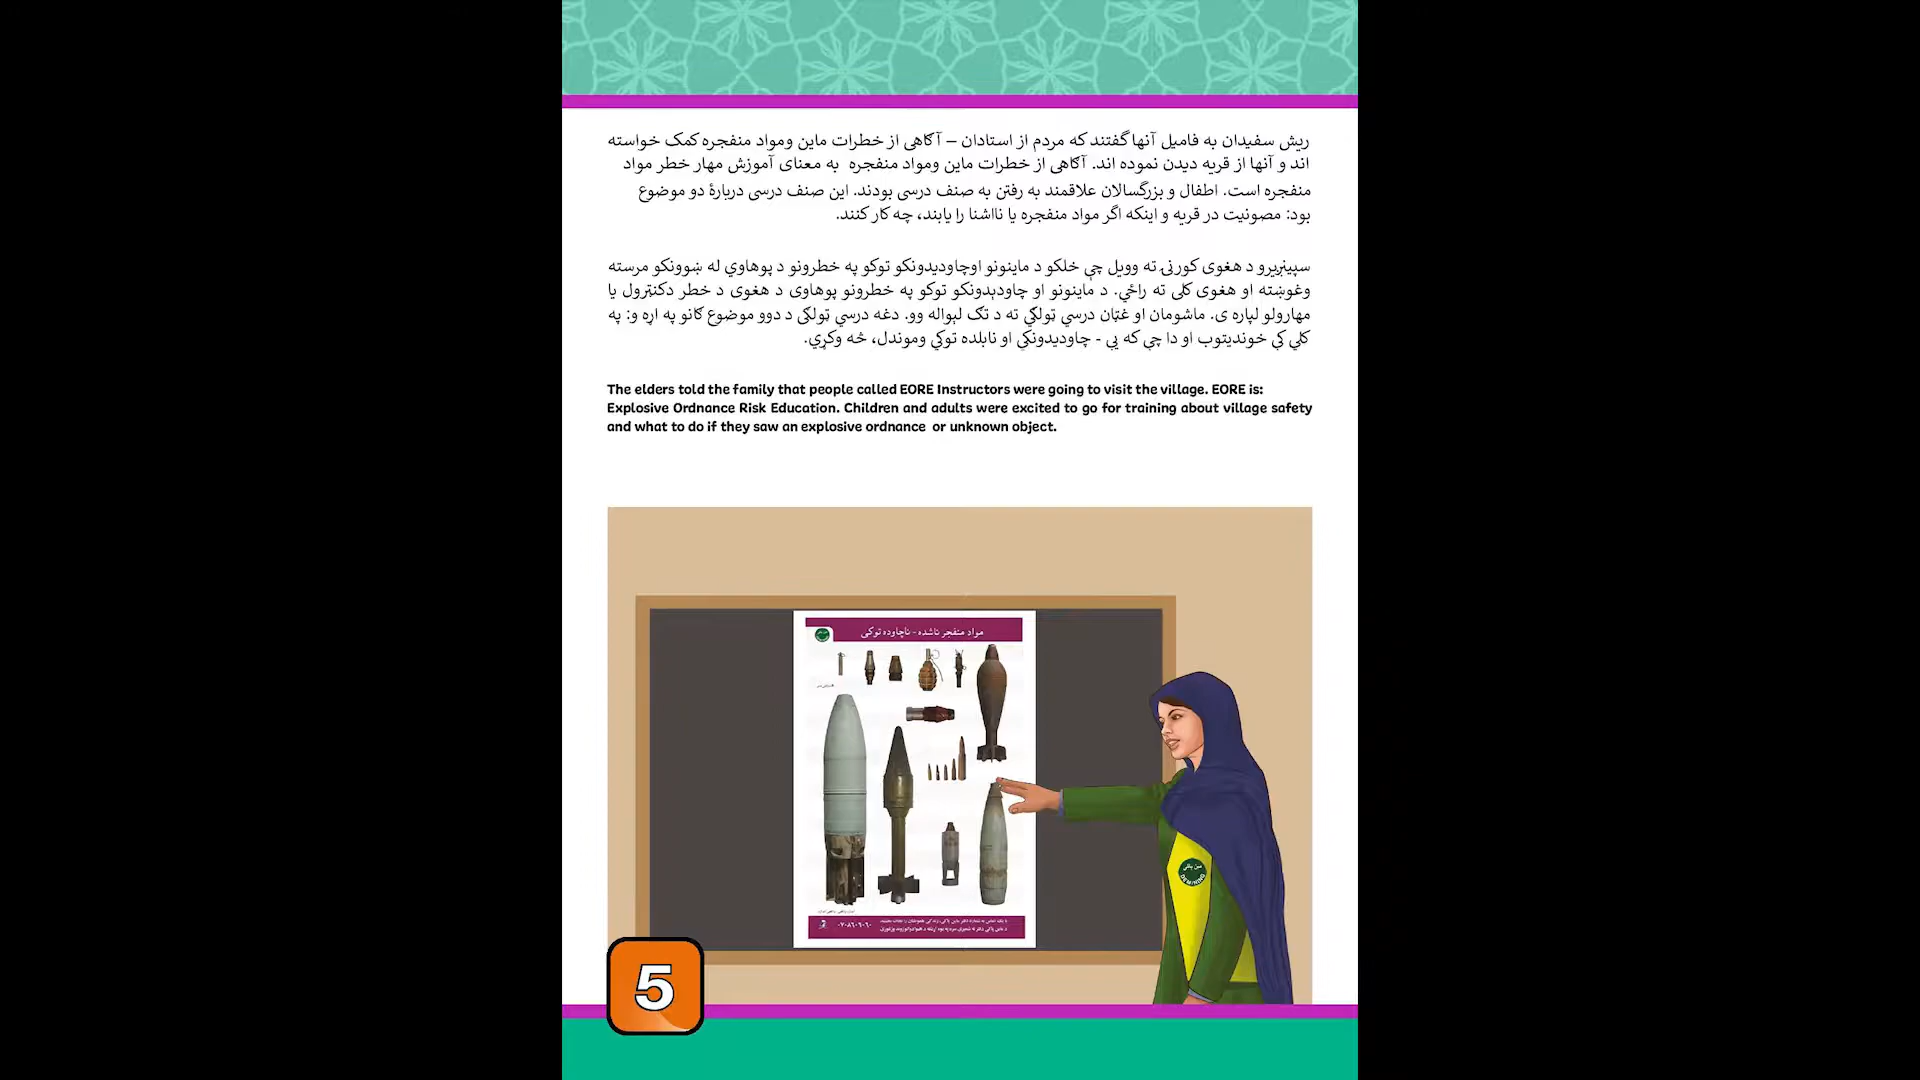 ریش سفیدان به فامیل آنها گفتند که مردم از استادان – آگاهی از خطرات ماین ومواد منفجره کمک خواسته
اند و آنها از قریه دیدن نموده اند. آگاهی از خطرات ماین ومواد منفجره به معنای آموزش مهار خطر مواد
منفجره است. اطفال و بزرگسالان علاقمند به رفتن به صنف درسی بودند. این صنف درسی دربارۀ دو موضوع
بود: مصونیت در قریه و اینکه اگر مواد منفجره یا نااشنا را یابند، چه کار کنند.
سپینږیرو د هغوی کورنۍ ته وویل چې خلکو د ماینونو اوچاودیدونکو توکو په خطرونو د پوهاوي له ښوونکو مرسته
وغوښته او هغوی کلی ته راځي. د ماینونو او چاودېدونکو توکو په خطرونو پوهاوی د هغوی د خطر دکنټرول یا
مهارولو لپاره ی. ماشومان او غټان درسي ټولګي ته د تګ لېواله وو. دغه درسي ټولګی د دوو موضوع ګانو په اړه و: په
کلي کې خوندیتوب او دا چې که یې - چاودیدونکي او نابلده توکي وموندل، څه وکړي.
The elders told the family that people called EORE Instructors were going to visit the village. EORE is:
Explosive Ordnance Risk Education. Children and adults were excited to go for training about village safety
and what to do if they saw an explosive ordnance or unknown object.
مواد منفجر ناشده - ناچاوده توکی
۰۷۰۸۶۰۶۰۶۰
DEMINING
5